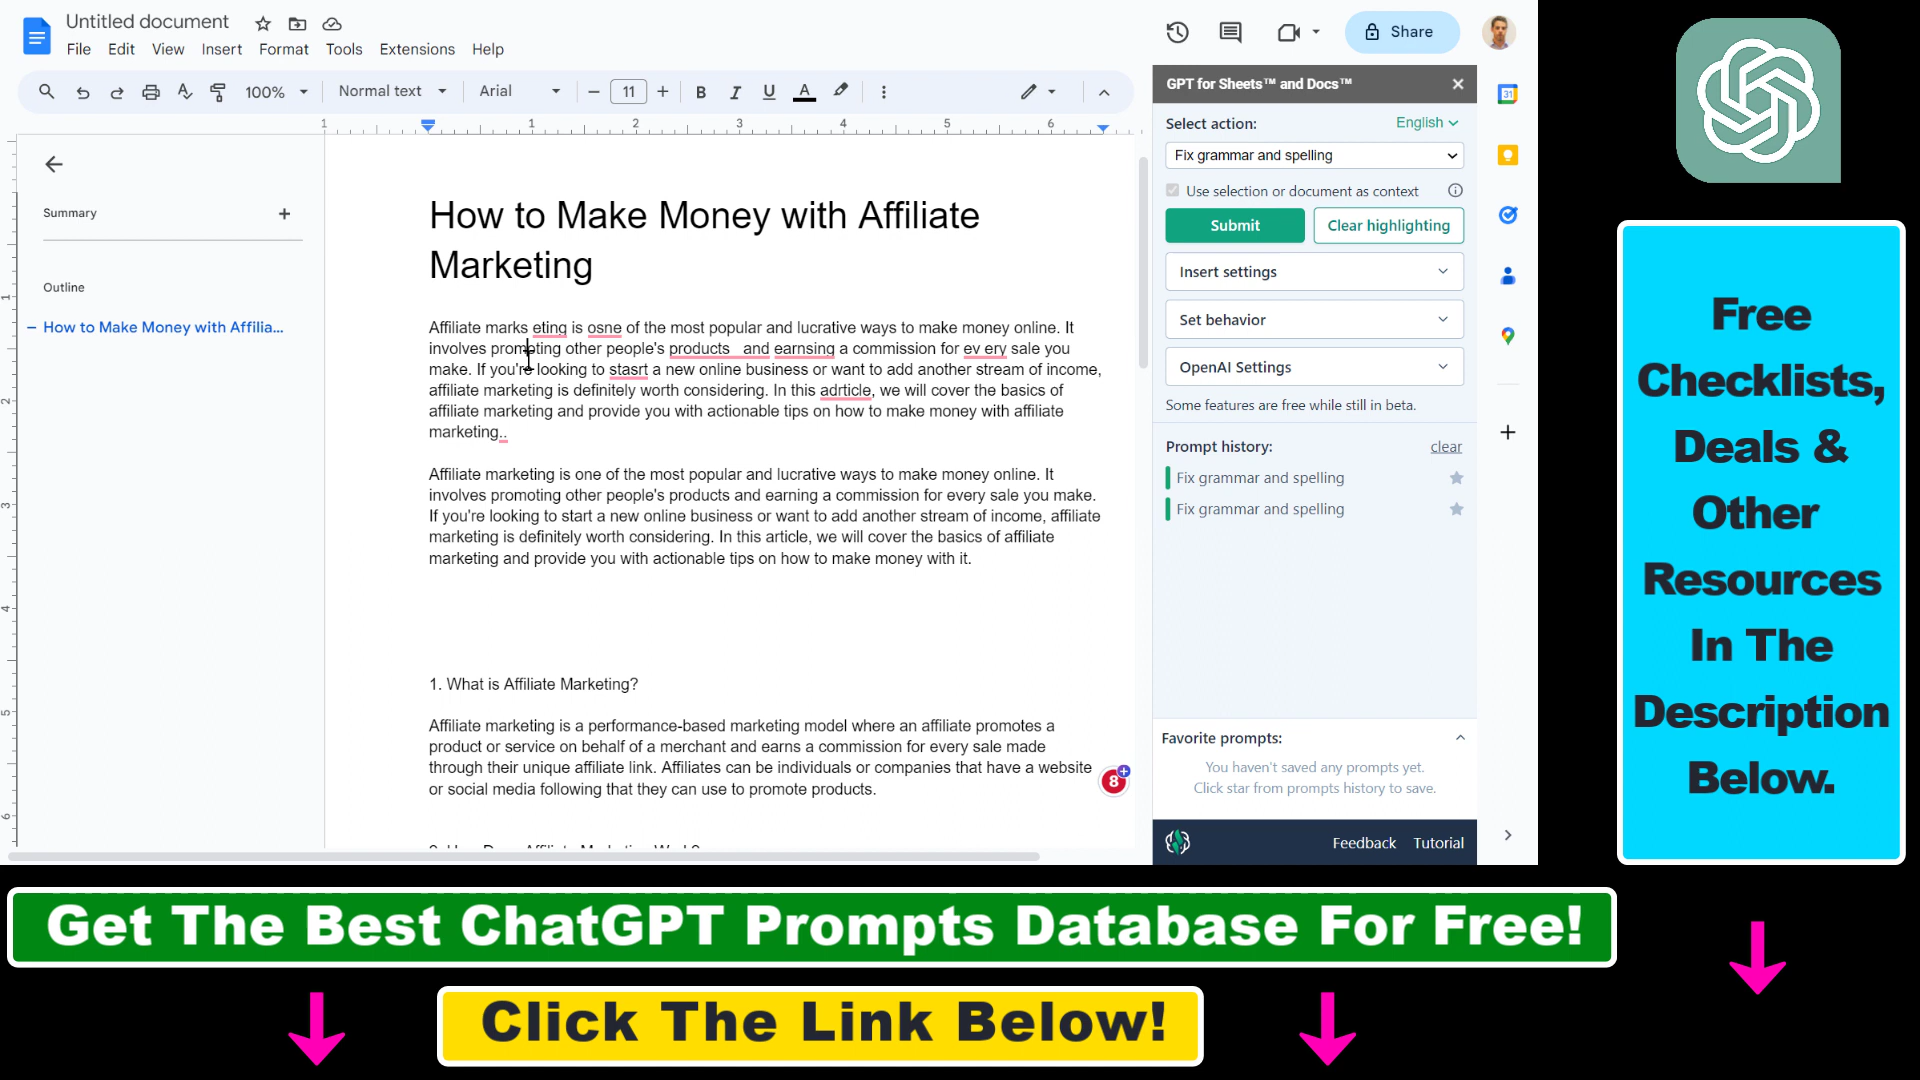 Untitled document
File Edit View Insert Format Tools Extensions Help
Share
100% Normal text Arial 11 B I U A
1 1 2 3 4 5 6
1
2
3
4
5
6
Summary
Outline
How to Make Money with Affilia...
How to Make Money with Affiliate
Marketing
Affiliate marks eting is osne of the most popular and lucrative ways to make money online. It
involves promoting other people's products   and earnsing a commission for ev ery sale you
make. If you're looking to stasrt a new online business or want to add another stream of income,
affiliate marketing is definitely worth considering. In this adrticle, we will cover the basics of
affiliate marketing and provide you with actionable tips on how to make money with affiliate
marketing..
Affiliate marketing is one of the most popular and lucrative ways to make money online. It
involves promoting other people's products and earning a commission for every sale you make.
If you're looking to start a new online business or want to add another stream of income, affiliate
marketing is definitely worth considering. In this article, we will cover the basics of affiliate
marketing and provide you with actionable tips on how to make money with it.
1. What is Affiliate Marketing?
Affiliate marketing is a performance-based marketing model where an affiliate promotes a
product or service on behalf of a merchant and earns a commission for every sale made
through their unique affiliate link. Affiliates can be individuals or companies that have a website
or social media following that they can use to promote products.
8
GPT for Sheets™ and Docs™
Select action: English
Fix grammar and spelling
Use selection or document as context
Submit Clear highlighting
Insert settings
Set behavior
OpenAI Settings
Some features are free while still in beta.
Prompt history: clear
Fix grammar and spelling
Fix grammar and spelling
Favorite prompts:
You haven't saved any prompts yet.
Click star from prompts history to save.
Feedback Tutorial
31
Free
Checklists,
Deals &
Other
Resources
In The
Description
Below.
Get The Best ChatGPT Prompts Database For Free!
Click The Link Below!